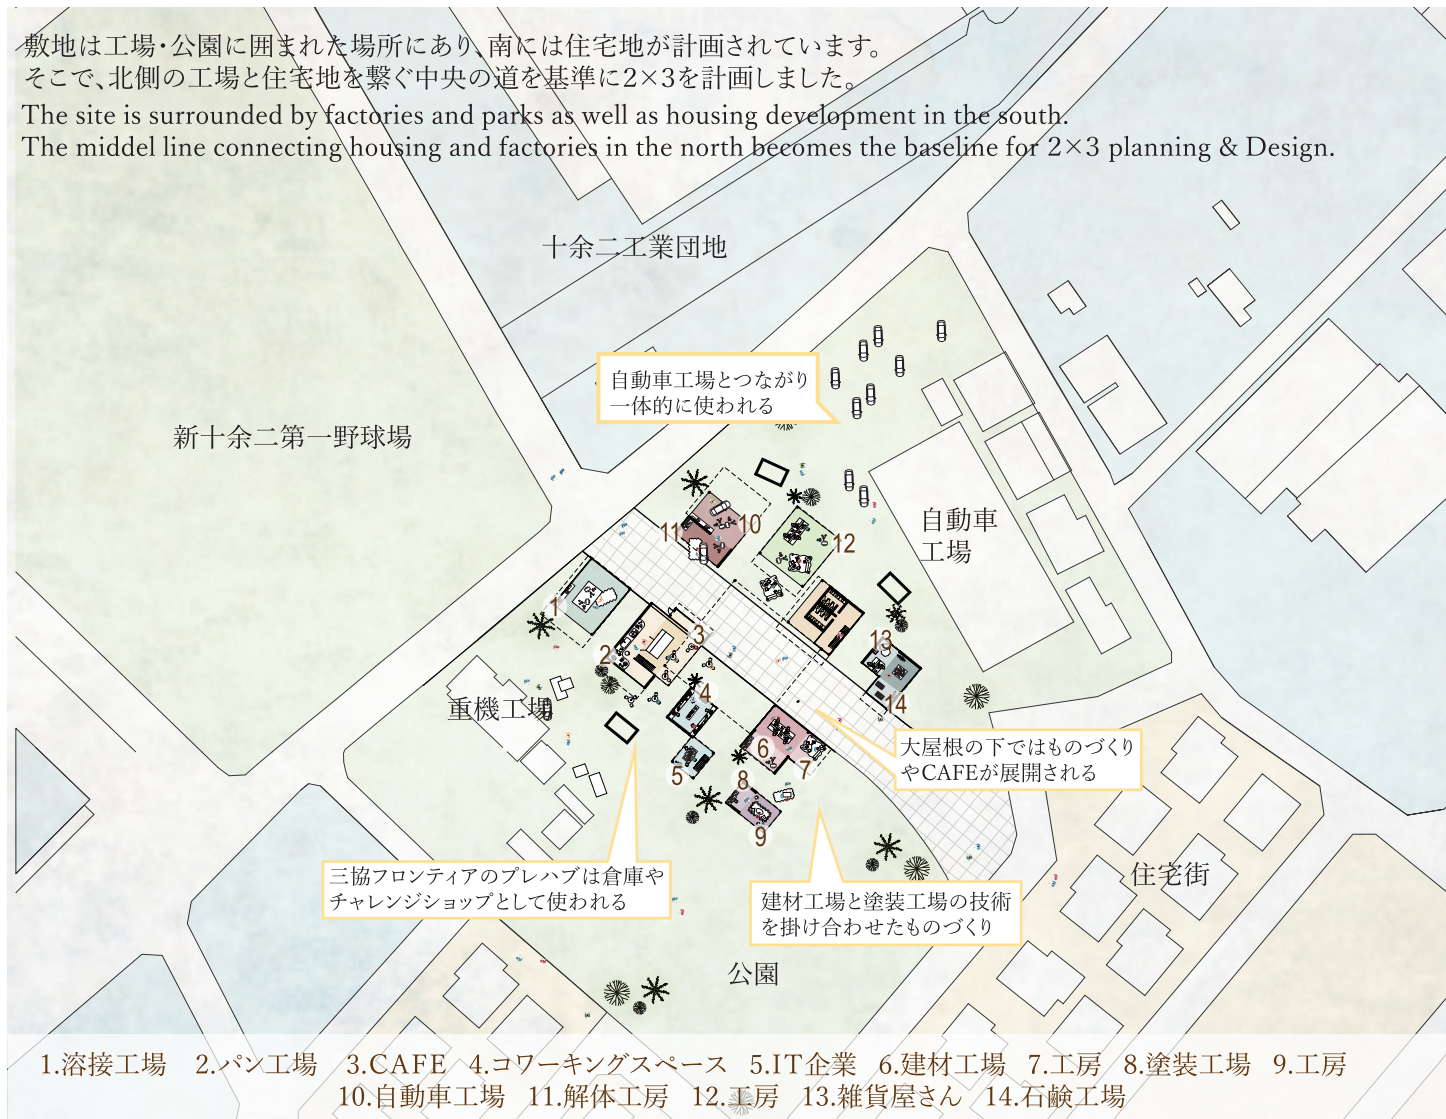 敷地は工場・公園に囲まれた場所にあり、南には住宅地が計画されています。
そこで、北側の工場と住宅地を繋ぐ中央の道を基準に2×3を計画しました。
The site is surrounded by factories and parks as well as housing development in the south.
The middel line connecting housing and factories in the north becomes the baseline for 2×3 planning & Design.
十余二工業団地
自動車工場とつながり
一体的に使われる
新十余二第一野球場
自動車
工場
11
10
12
1
2
3
13
14
重機工場
4
5
6
7
8
9
大屋根の下ではものづくり
やCAFEが展開される
三協フロンティアのプレハブは倉庫や
チャレンジショップとして使われる
建材工場と塗装工場の技術
を掛け合わせたものづくり
住宅街
公園
1.溶接工場 2.パン工場 3.CAFE 4.コワーキングスペース 5.IT企業 6.建材工場 7.工房 8.塗装工場 9.工房
10.自動車工場 11.解体工房 12.工房 13.雑貨屋さん 14.石鹸工場